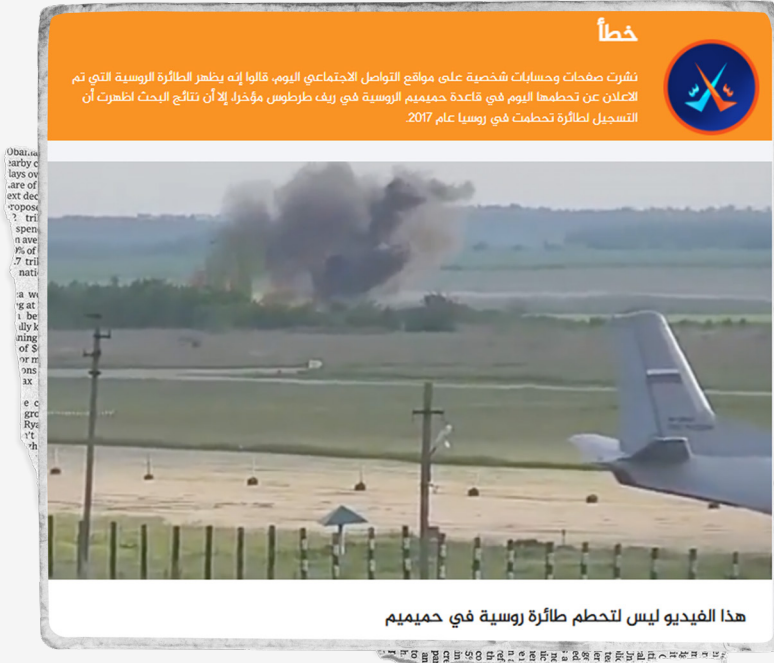 خطأ
نشرت صفحات وحسابات شخصية على مواقع التواصل الاجتماعي اليوم، قالوا إنه يظهر الطائرة الروسية التي تم
الاعلان عن تحطمها اليوم في قاعدة حميميم الروسية في ريف طرطوس مؤخرا، إلا أن نتائج البحث اظهرت أن
التسجيل لطائرة تحطمت في روسيا عام 2017.
هذا الفيديو ليس لتحطم طائرة روسية في حميميم